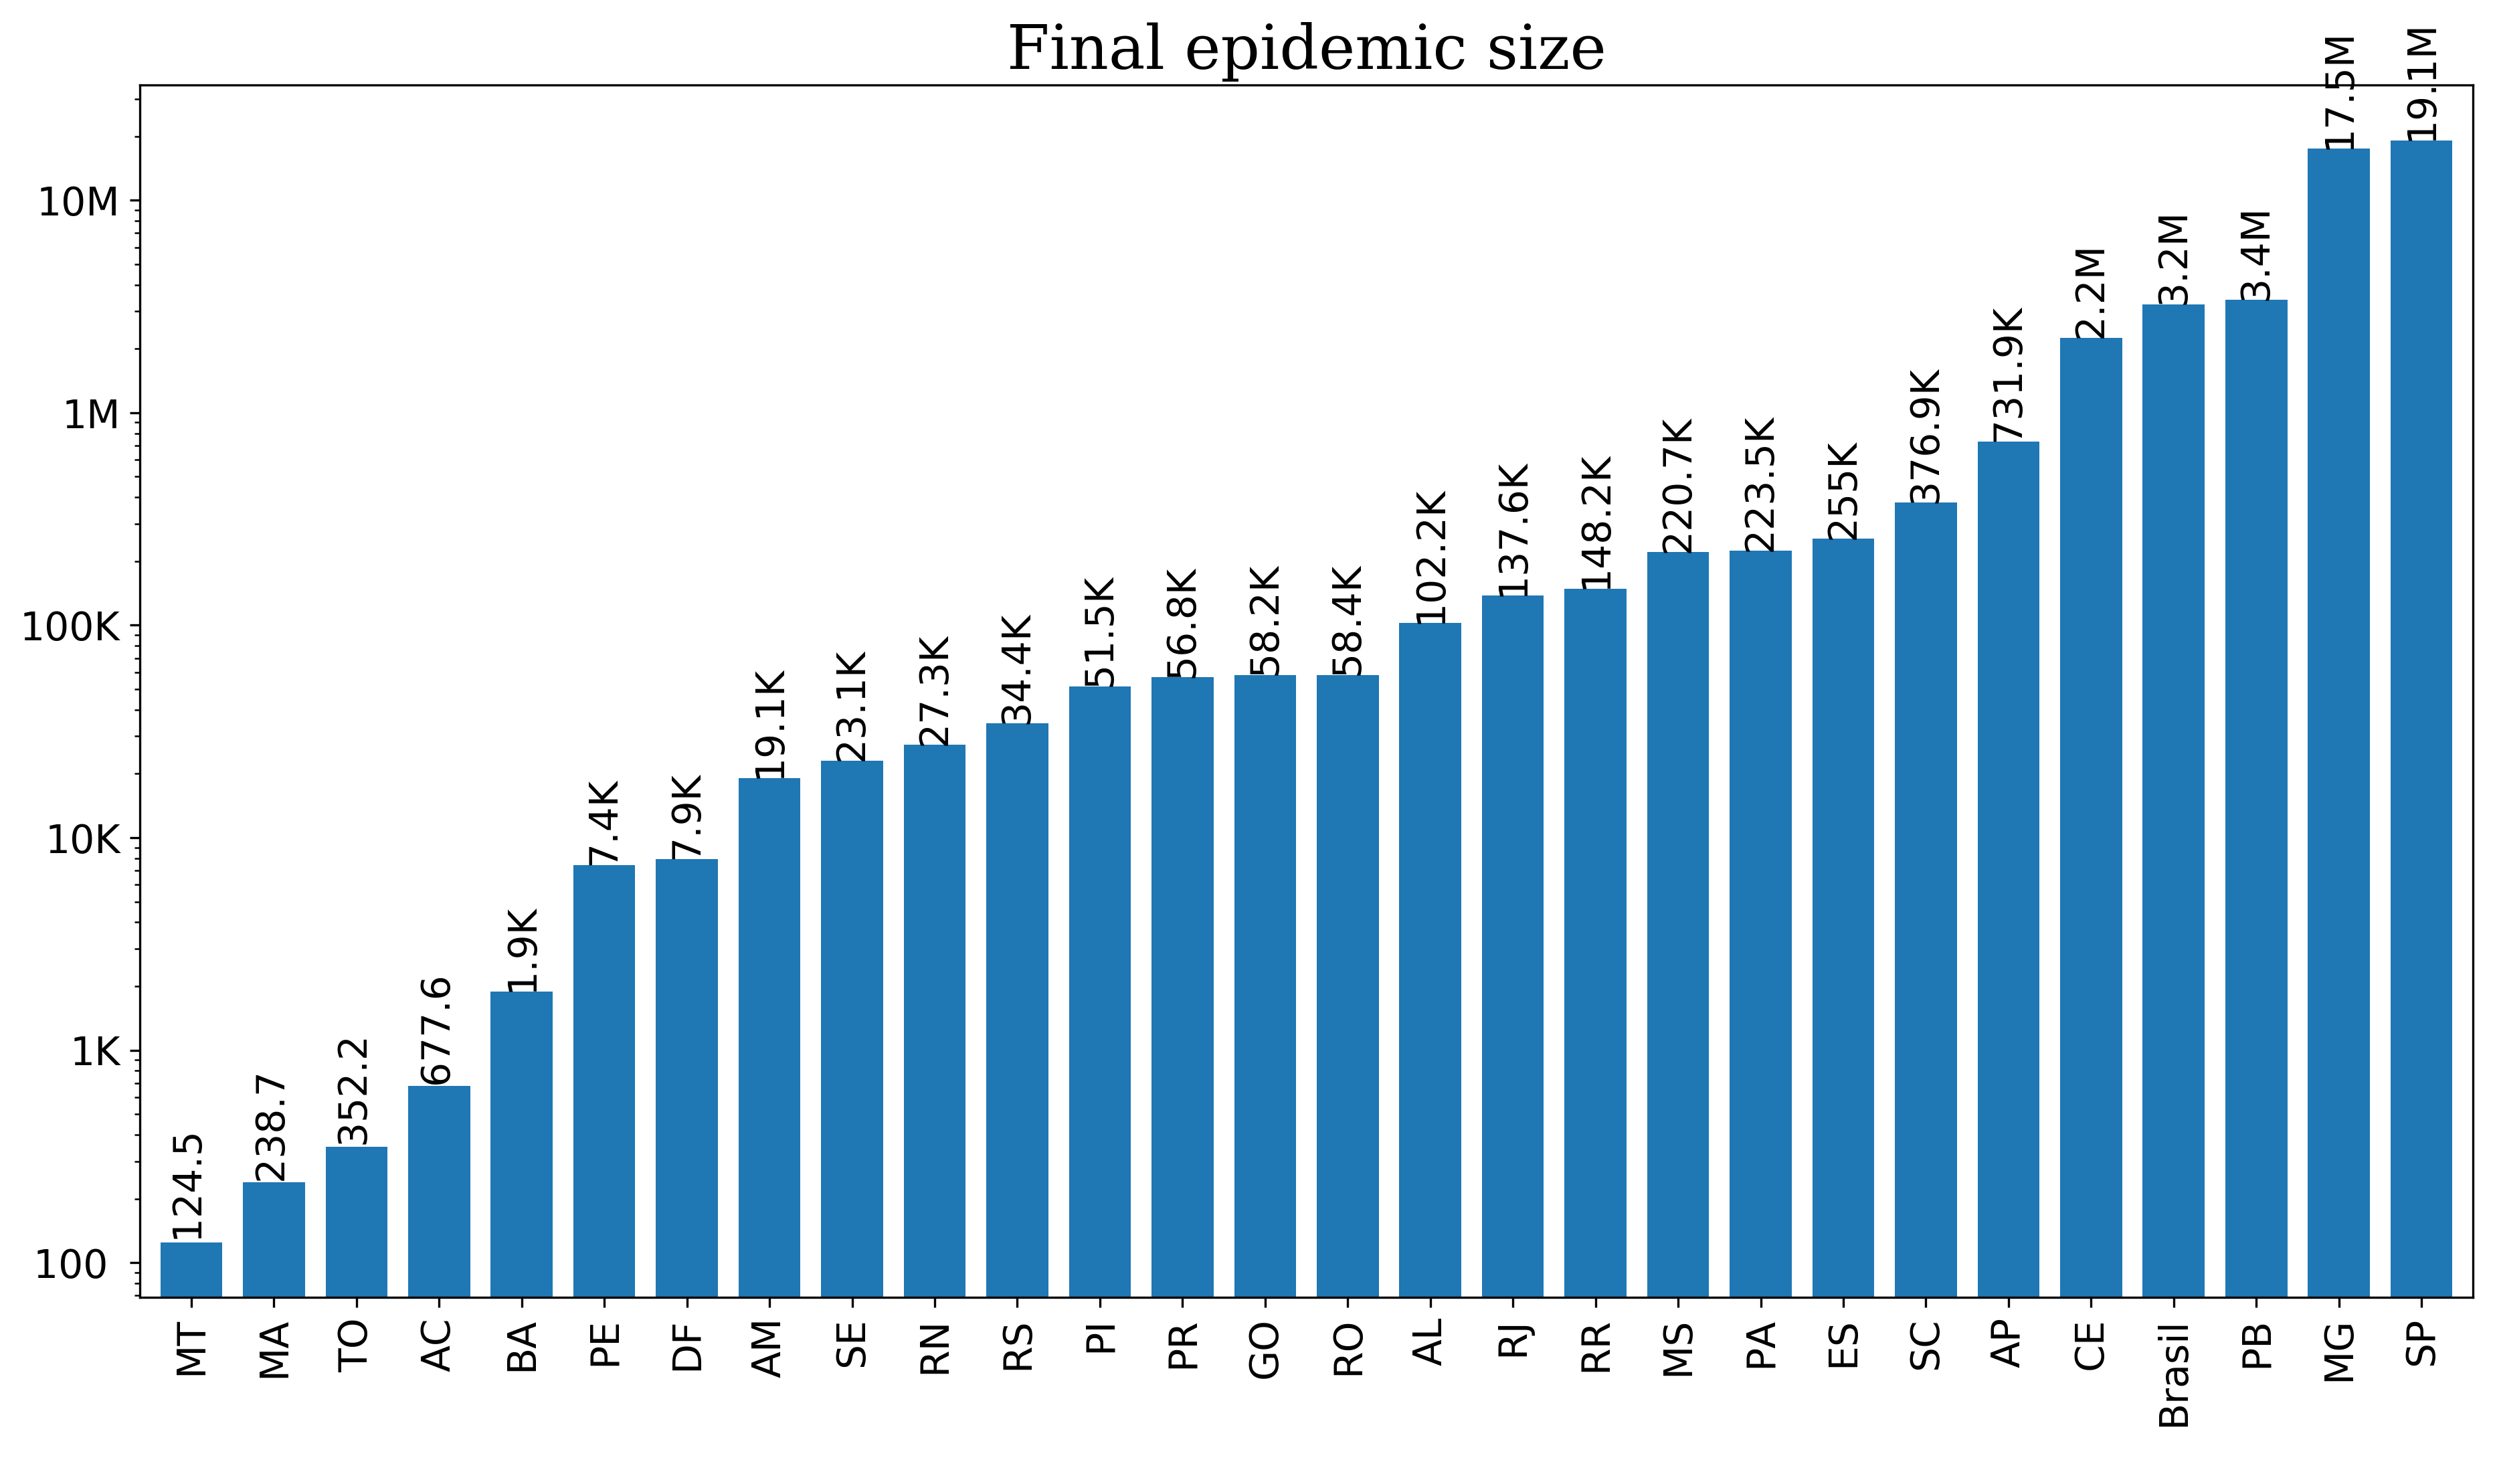 Final epidemic size
10M
1M
100K
10K
1K
100
124.5
238.7
352.2
677.6
1.9K
7.4K
7.9K
19.1K
23.1K
27.3K
34.4K
51.5K
56.8K
58.2K
58.4K
102.2K
137.6K
148.2K
220.7K
223.5K
255K
376.9K
731.9K
2.2M
3.2M
3.4M
17.5M
19.1M
MT
MA
TO
AC
BA
PE
DF
AM
SE
RN
RS
PI
PR
GO
RO
AL
RJ
RR
MS
PA
ES
SC
AP
CE
Brasil
PB
MG
SP